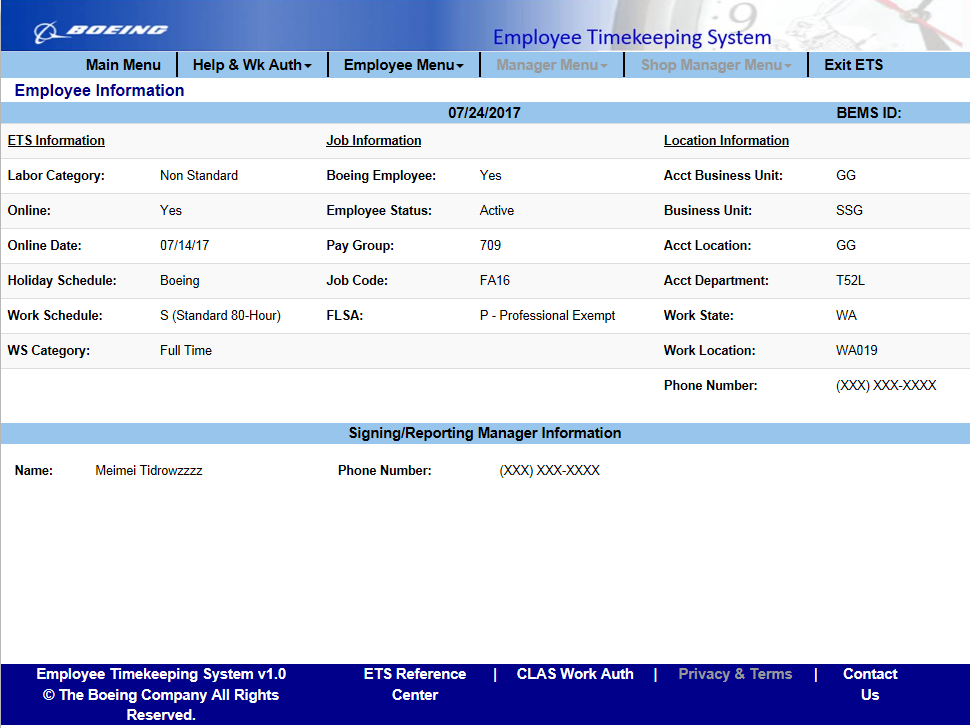 BOEING
Employee Timekeeping System
Main Menu Help & Wk Auth Employee Menu Manager Menu Shop Manager Menu Exit ETS
Employee Information
07/24/2017 BEMS ID:
ETS Information Job Information Location Information
Labor Category: Non Standard Boeing Employee: Yes Acct Business Unit: GG
Online: Yes Employee Status: Active Business Unit: SSG
Online Date: 07/14/17 Pay Group: 709 Acct Location: GG
Holiday Schedule: Boeing Job Code: FA16 Acct Department: T52L
Work Schedule: S (Standard 80-Hour) FLSA: P - Professional Exempt Work State: WA
WS Category: Full Time Work Location: WA019
Phone Number: (XXX) XXX-XXXX
Signing/Reporting Manager Information
Name: Meimei Tidrowzzzz Phone Number: (XXX) XXX-XXXX
Employee Timekeeping System v1.0 ETS Reference | CLAS Work Auth | Privacy & Terms | Contact
© The Boeing Company All Rights Center Us
Reserved.